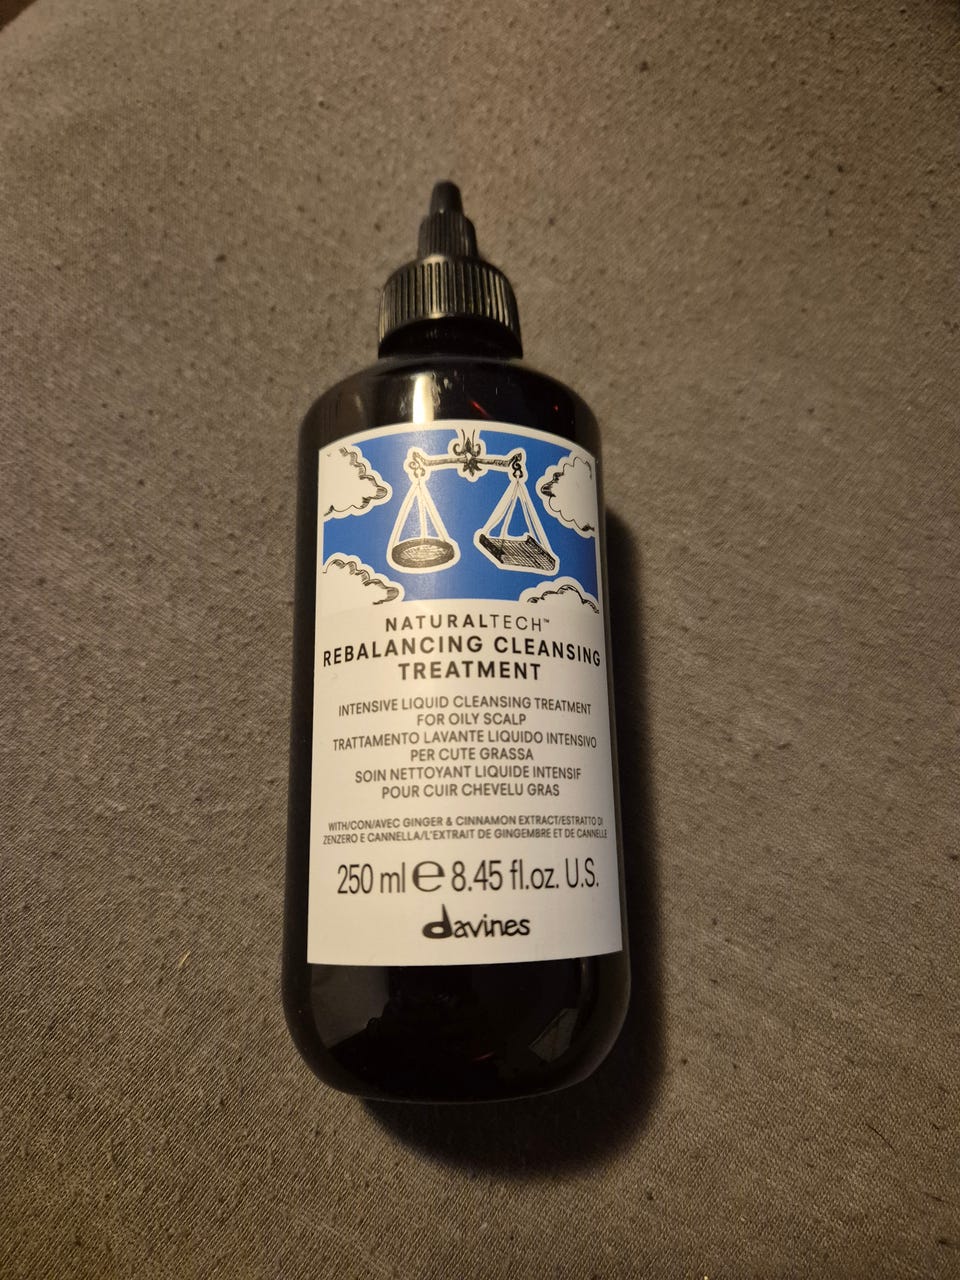 NATURALTECH™
REBALANCING CLEANSING
TREATMENT
INTENSIVE LIQUID CLEANSING TREATMENT
FOR OILY SCALP
TRATTAMENTO LAVANTE LIQUIDO INTENSIVO
PER CUTE GRASSA
SOIN NETTOYANT LIQUIDE INTENSIF
POUR CUIR CHEVELU GRAS
WITH/CON/AVEC GINGER & CINNAMON EXTRACT/ESTRATTO DI
ZENZERO E CANNELLA/L'EXTRAIT DE GINGEMBRE ET DE CANNELLE
250 ml ℮ 8.45 fl.oz. U.S.
davines